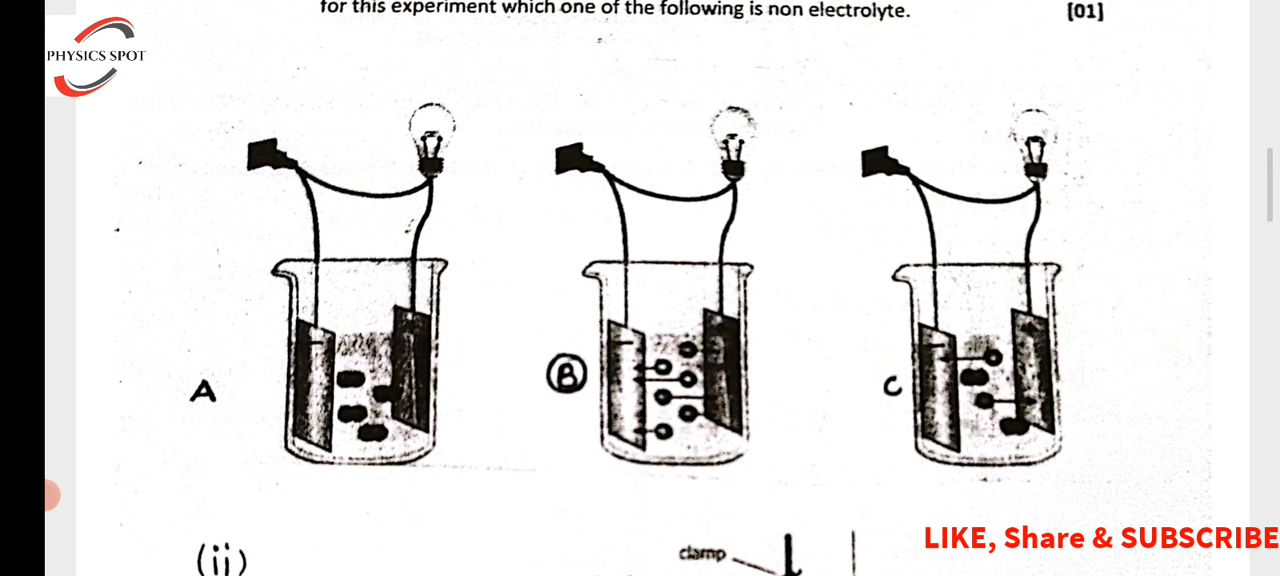 for this experiment which one of the following is non electrolyte. [01]
PHYSICS SPOT
A
B
C
LIKE, Share & SUBSCRIBE
(ii)
clamp